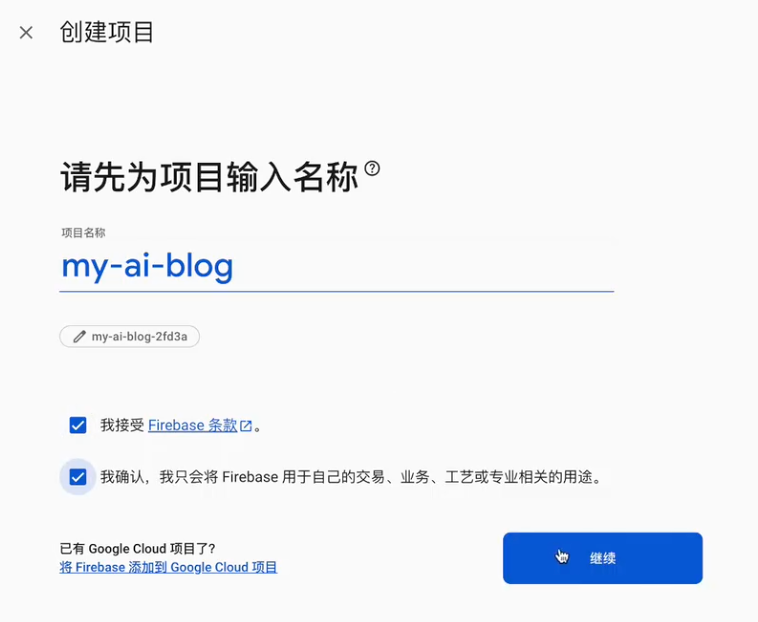 创建项目
请先为项目输入名称
项目名称
my-ai-blog
my-ai-blog-2fd3a
我接受 Firebase 条款。
我确认，我只会将 Firebase 用于自己的交易、业务、工艺或专业相关的用途。
已有 Google Cloud 项目了?
将 Firebase 添加到 Google Cloud 项目
继续